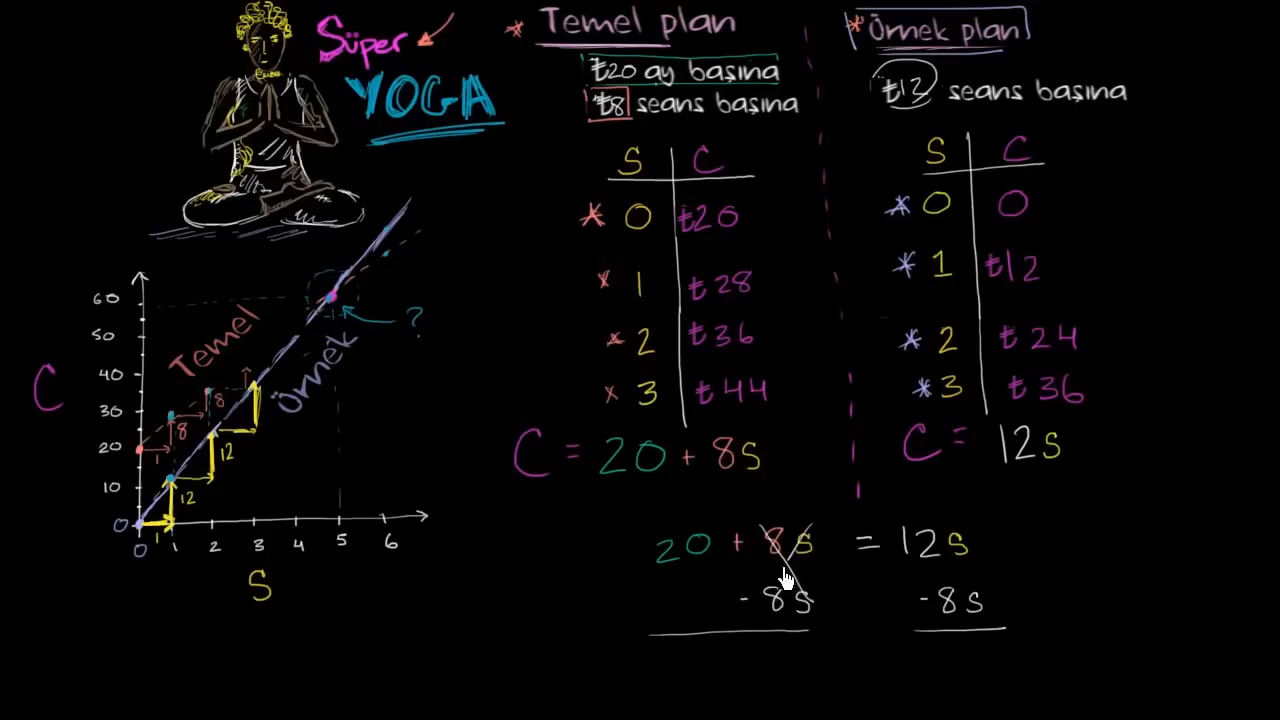 Süper
YOGA
* Temel plan
₺20 ay başına
₺8 seans başına
S C
* 0 ₺20
* 1 ₺28
* 2 ₺36
* 3 ₺44
C = 20 + 8s
* Örnek plan
₺12 seans başına
S C
* 0 0
* 1 ₺12
* 2 ₺24
* 3 ₺36
C = 12s
C
60
50
40
30
20
10
0
0 1 2 3 4 5 6
S
Temel
Örnek
?
1
8
8
1
12
12
20 + 8s = 12s
- 8s - 8s